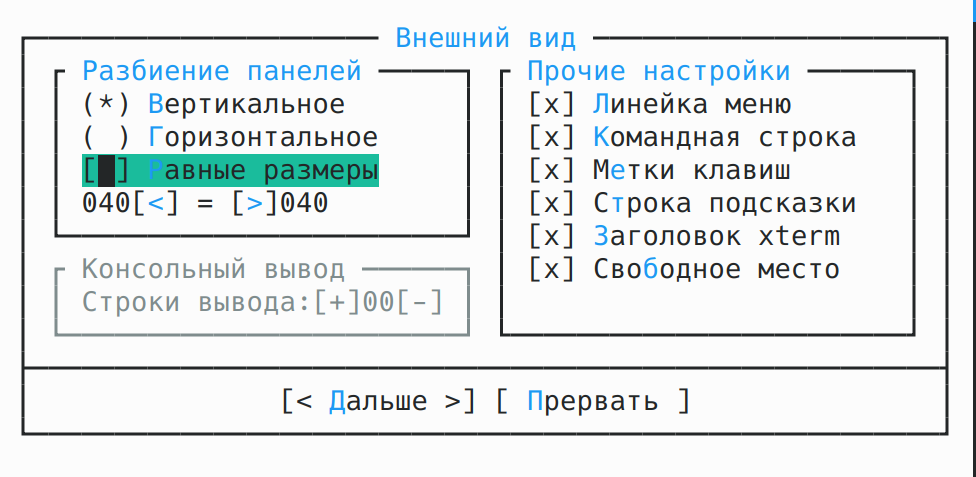 Внешний вид
Разбиение панелей
(*) Вертикальное
( ) Горизонтальное
[ ] Равные размеры
040[<] = [>]040
Консольный вывод
Строки вывода:[+]00[-]
Прочие настройки
[x] Линейка меню
[x] Командная строка
[x] Метки клавиш
[x] Строка подсказки
[x] Заголовок xterm
[x] Свободное место
[< Дальше >] [ Прервать ]